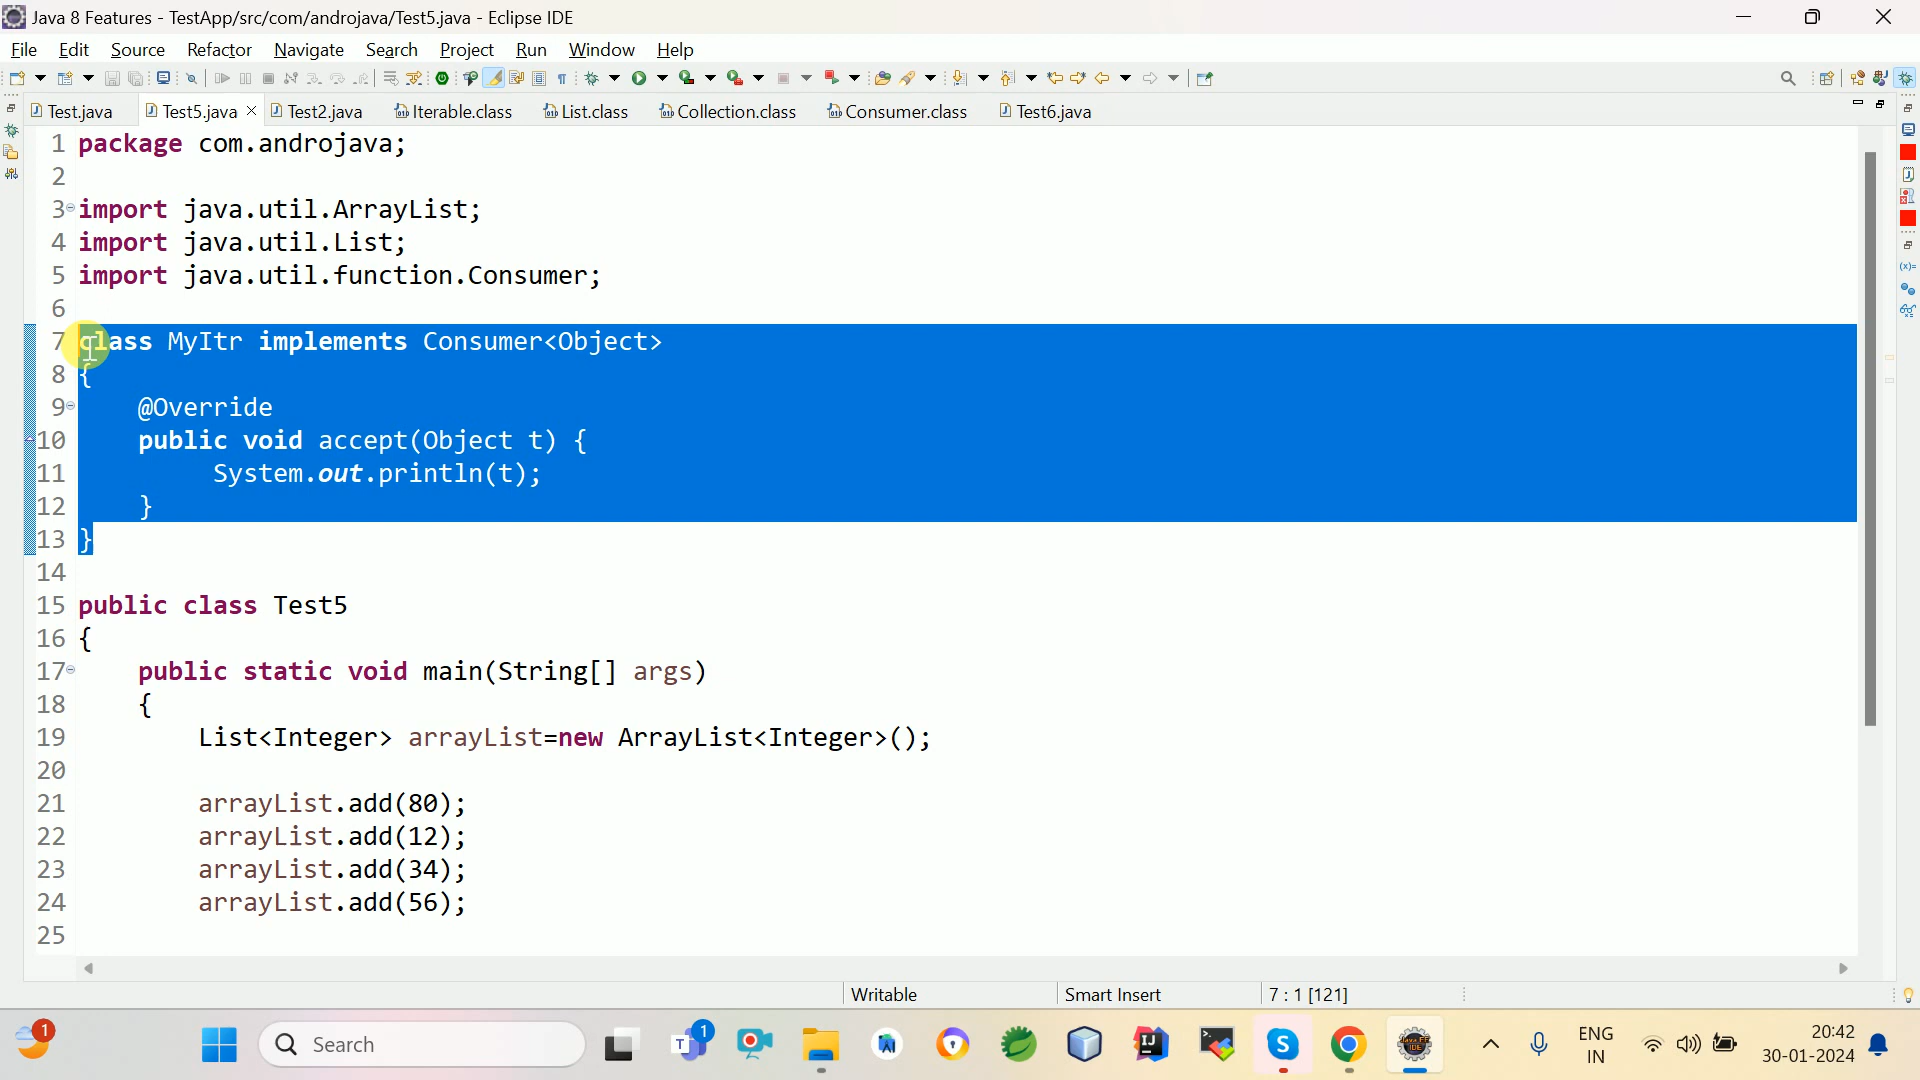 Java 8 Features - TestApp/src/com/androjava/Test5.java - Eclipse IDE
File Edit Source Refactor Navigate Search Project Run Window Help
Test.java Test5.java Test2.java Iterable.class List.class Collection.class Consumer.class Test6.java
1 package com.androjava;
2
3 import java.util.ArrayList;
4 import java.util.List;
5 import java.util.function.Consumer;
6
7 class MyItr implements Consumer<Object>
8 {
9 @Override
10 public void accept(Object t) {
11 System.out.println(t);
12 }
13 }
14
15 public class Test5
16 {
17 public static void main(String[] args)
18 {
19 List<Integer> arrayList=new ArrayList<Integer>();
20
21 arrayList.add(80);
22 arrayList.add(12);
23 arrayList.add(34);
24 arrayList.add(56);
25
Writable Smart Insert 7 : 1 [121]
1 Search 1 ENG IN 20:42 30-01-2024